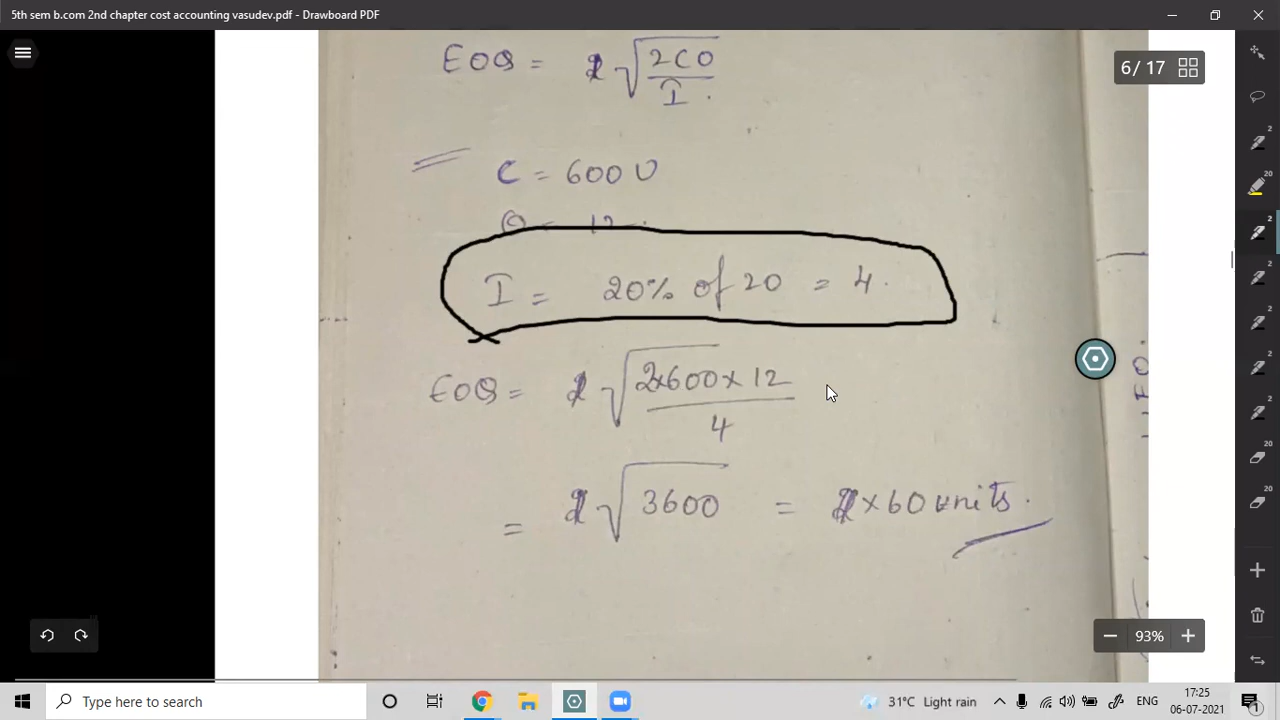 5th sem b.com 2nd chapter cost accounting vasudev.pdf - Drawboard PDF
6 / 17
EOQ = √2CO/I
C = 600 U
O = 12.
I = 20% of 20 = 4.
EOQ = √2x600 x 12/4
= √3600 = x 60 units.
93%
Type here to search
31°C Light rain
ENG
17:25
06-07-2021